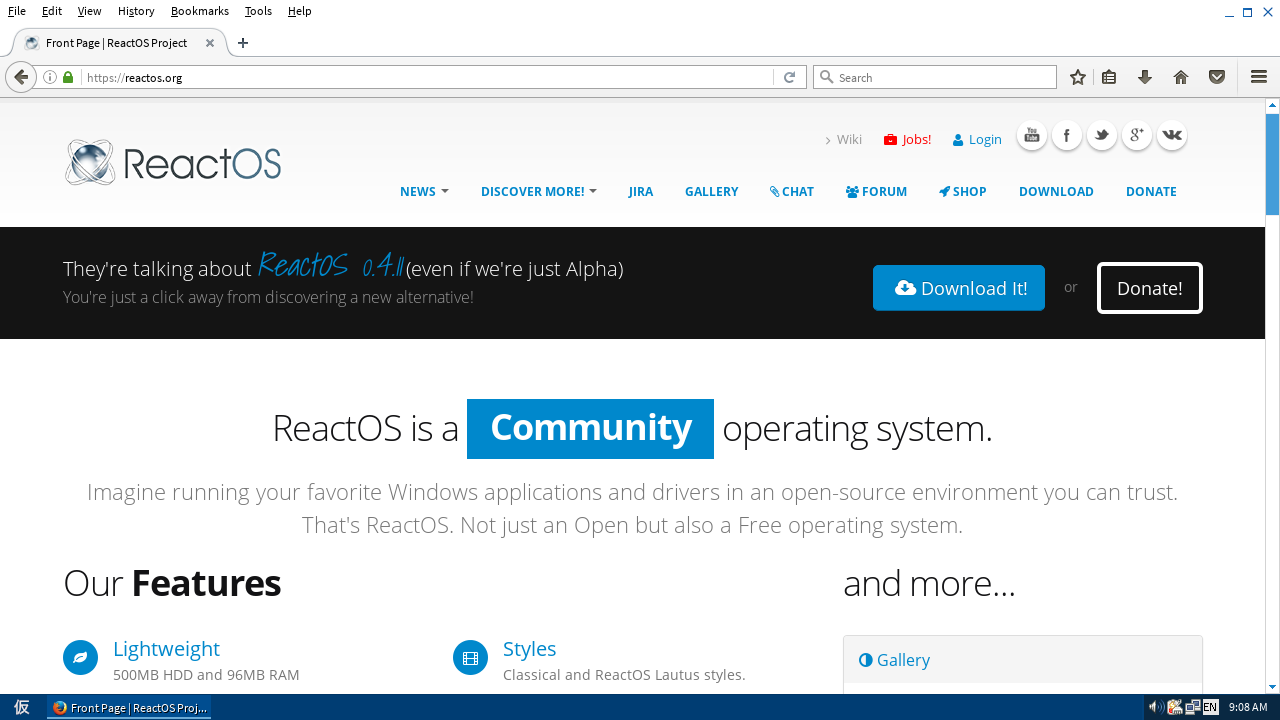 File Edit View History Bookmarks Tools Help
Front Page | ReactOS Project
https://reactos.org
Search
Wiki Jobs! Login
You Tube f g+
ReactOS
NEWS DISCOVER MORE! JIRA GALLERY CHAT FORUM SHOP DOWNLOAD DONATE
They're talking about ReactOS 0.4.11 (even if we're just Alpha)
You're just a click away from discovering a new alternative!
Download It! or Donate!
ReactOS is a Community operating system.
Imagine running your favorite Windows applications and drivers in an open-source environment you can trust.
That's ReactOS. Not just an Open but also a Free operating system.
Our Features
and more...
Lightweight
500MB HDD and 96MB RAM
Styles
Classical and ReactOS Lautus styles.
Gallery
仮 Front Page | ReactOS Proj... EN 9:08 AM